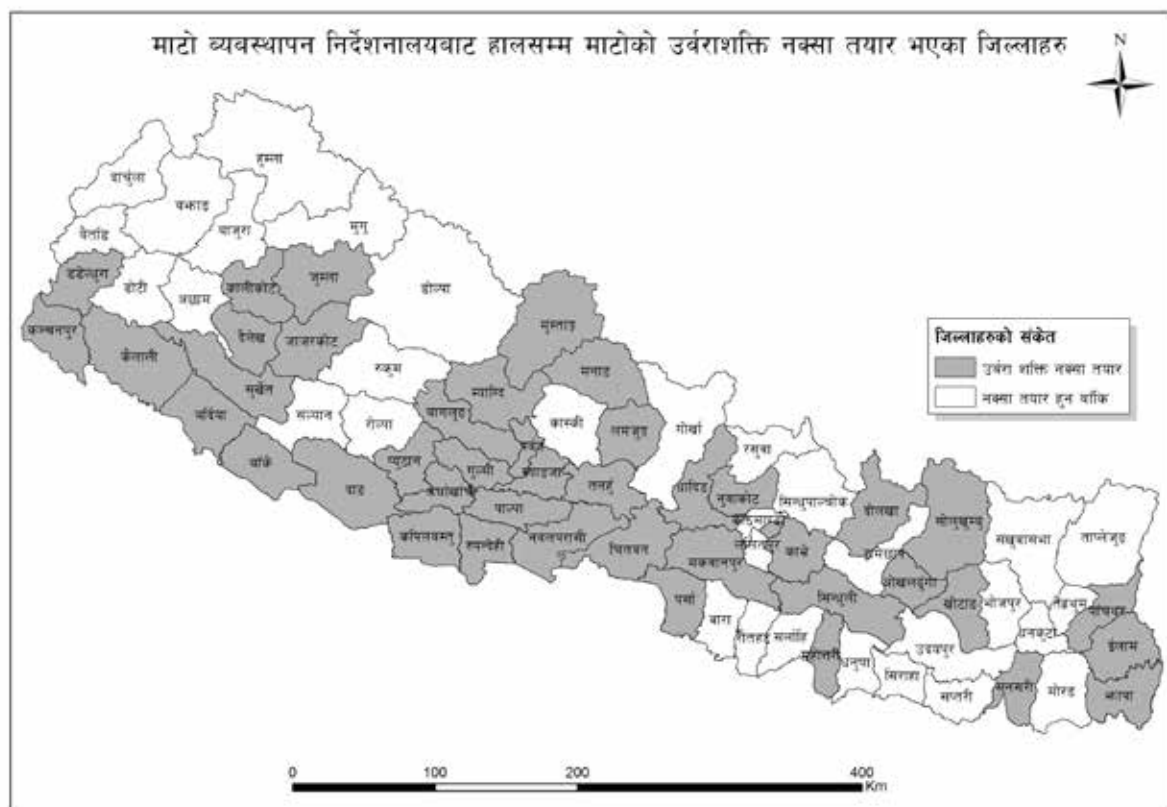 माटो व्यवस्थापन निर्देशनालयबाट हालसम्म माटोको उर्वराशक्ति नक्सा तयार भएका जिल्लाहरु
N
दार्चुला
हुम्ला
बझाङ
बैतडि
बाजुरा
मुगु
डडेल्धुरा
डोटी
अछाम
कालीकोट
जुम्ला
डोल्पा
कञ्चनपुर
कैलाली
दैलेख
जाजरकोट
मुस्ताङ
जिल्लाहरुको संकेत
उर्वरा शक्ति नक्सा तयार
नक्सा तयार हुन बाँकि
सुर्खेत
रुकुम
म्याग्दि
मनाङ
बर्दिया
सल्यान
रोल्पा
बागलुङ
कास्की
लमजुङ
गोर्खा
रसुवा
बाँके
दाङ
प्यूठान
गुल्मी
तनहुँ
धादिङ
नुवाकोट
सिन्धुपाल्चोक
दोलखा
सोलुखुम्बु
संखुवासभा
ताप्लेजुङ
पाल्पा
कपिलवस्तु
रुपन्देही
नवलपरासी
चितवन
मकवानपुर
काभ्रे
ओखलढुंगा
खोटाङ
भोजपुर
पाँचथर
पर्सा
बारा
सर्लाहि
सिन्धुली
उदयपुर
धनकुटा
ईलाम
महोत्तरी
धनुषा
सिराहा
सप्तरी
सुनसरी
मोरङ
झापा
0 100 200 400
Km